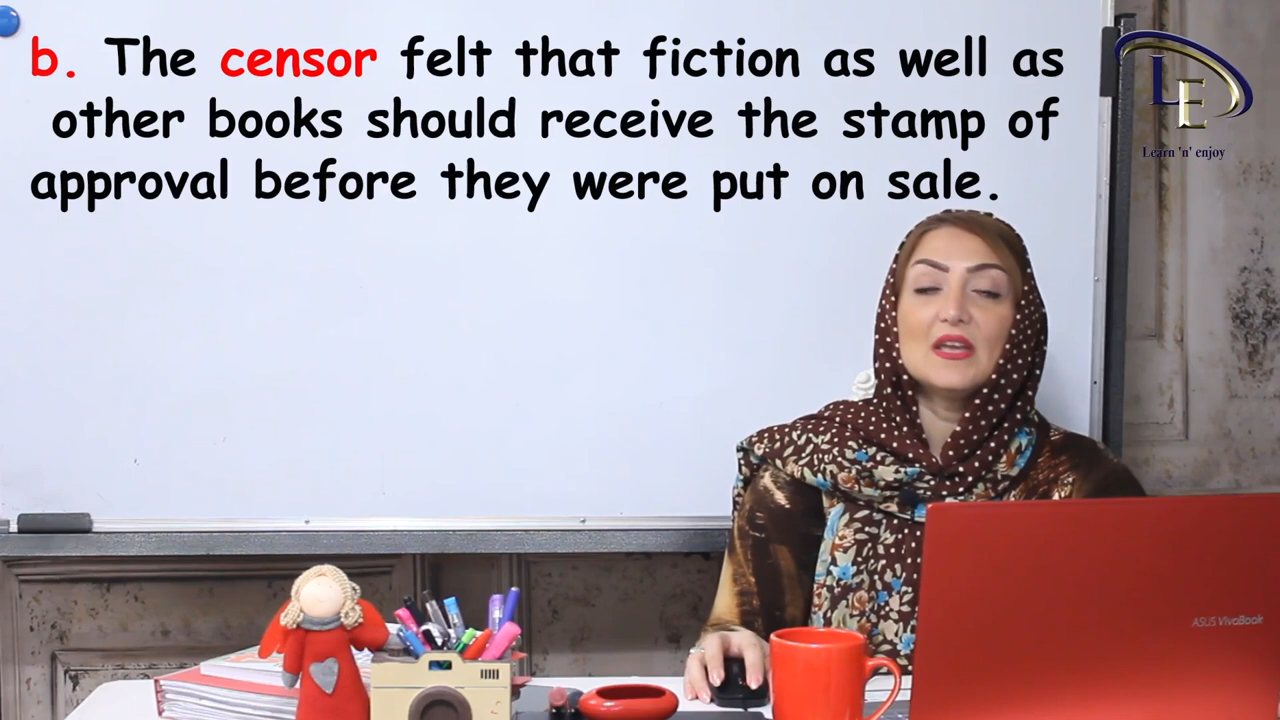 b. The censor felt that fiction as well as
other books should receive the stamp of
approval before they were put on sale.
LE
Learn 'n' enjoy
ASUS VivoBook